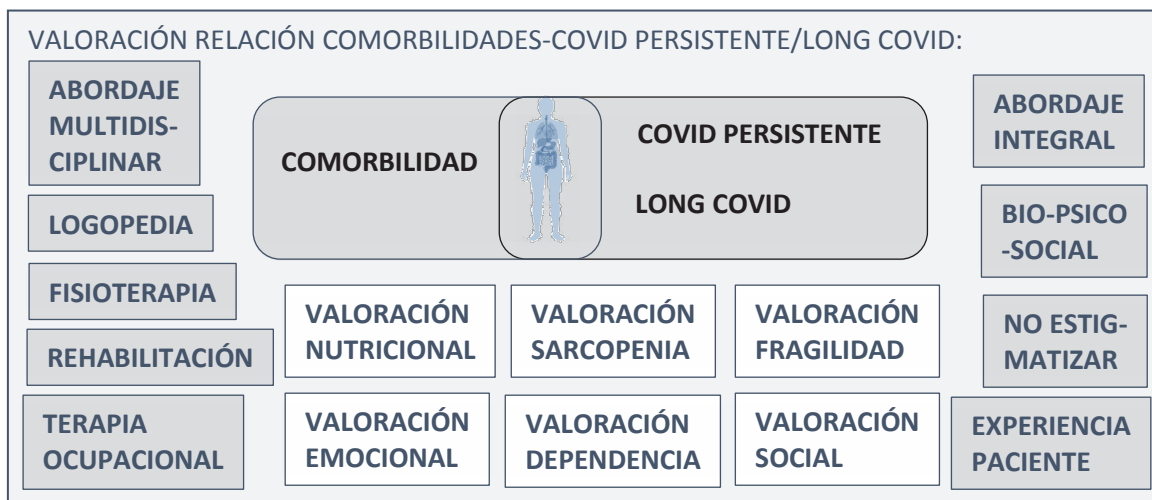 VALORACIÓN RELACIÓN COMORBILIDADES-COVID PERSISTENTE/LONG COVID:
ABORDAJE
MULTIDIS-
CIPLINAR
LOGOPEDIA
FISIOTERAPIA
REHABILITACIÓN
TERAPIA
OCUPACIONAL
COMORBILIDAD
COVID PERSISTENTE
LONG COVID
VALORACIÓN
NUTRICIONAL
VALORACIÓN
SARCOPENIA
VALORACIÓN
FRAGILIDAD
VALORACIÓN
EMOCIONAL
VALORACIÓN
DEPENDENCIA
VALORACIÓN
SOCIAL
ABORDAJE
INTEGRAL
BIO-PSICO
-SOCIAL
NO ESTIG-
MATIZAR
EXPERIENCIA
PACIENTE